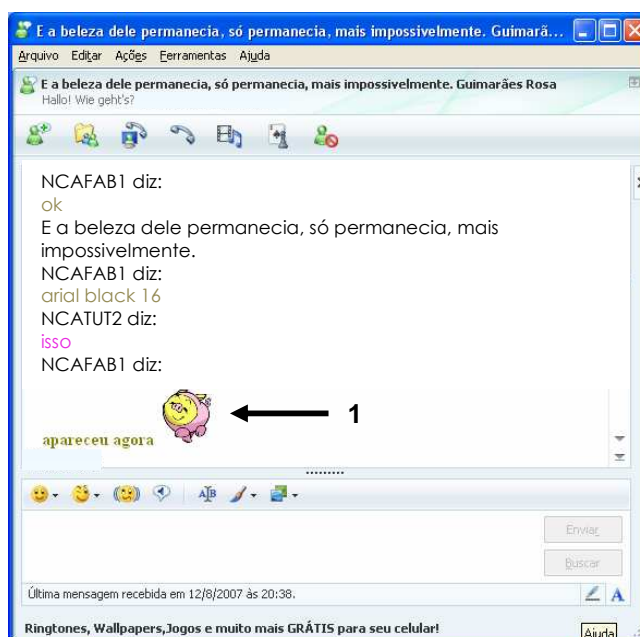 E a beleza dele permanecia, só permanecia, mais impossivelmente. Guimarã...
Arquivo Editar Ações Ferramentas Ajuda
E a beleza dele permanecia, só permanecia, mais impossivelmente. Guimarães Rosa
Hallo! Wie geht's?
NCAFAB1 diz:
ok
E a beleza dele permanecia, só permanecia, mais
impossivelmente.
NCAFAB1 diz:
arial black 16
NCATUT2 diz:
isso
NCAFAB1 diz:
1
apareceu agora
Enviar
Buscar
Última mensagem recebida em 12/8/2007 às 20:38.
Ringtones, Wallpapers,Jogos e muito mais GRÁTIS para seu celular!
Ajuda